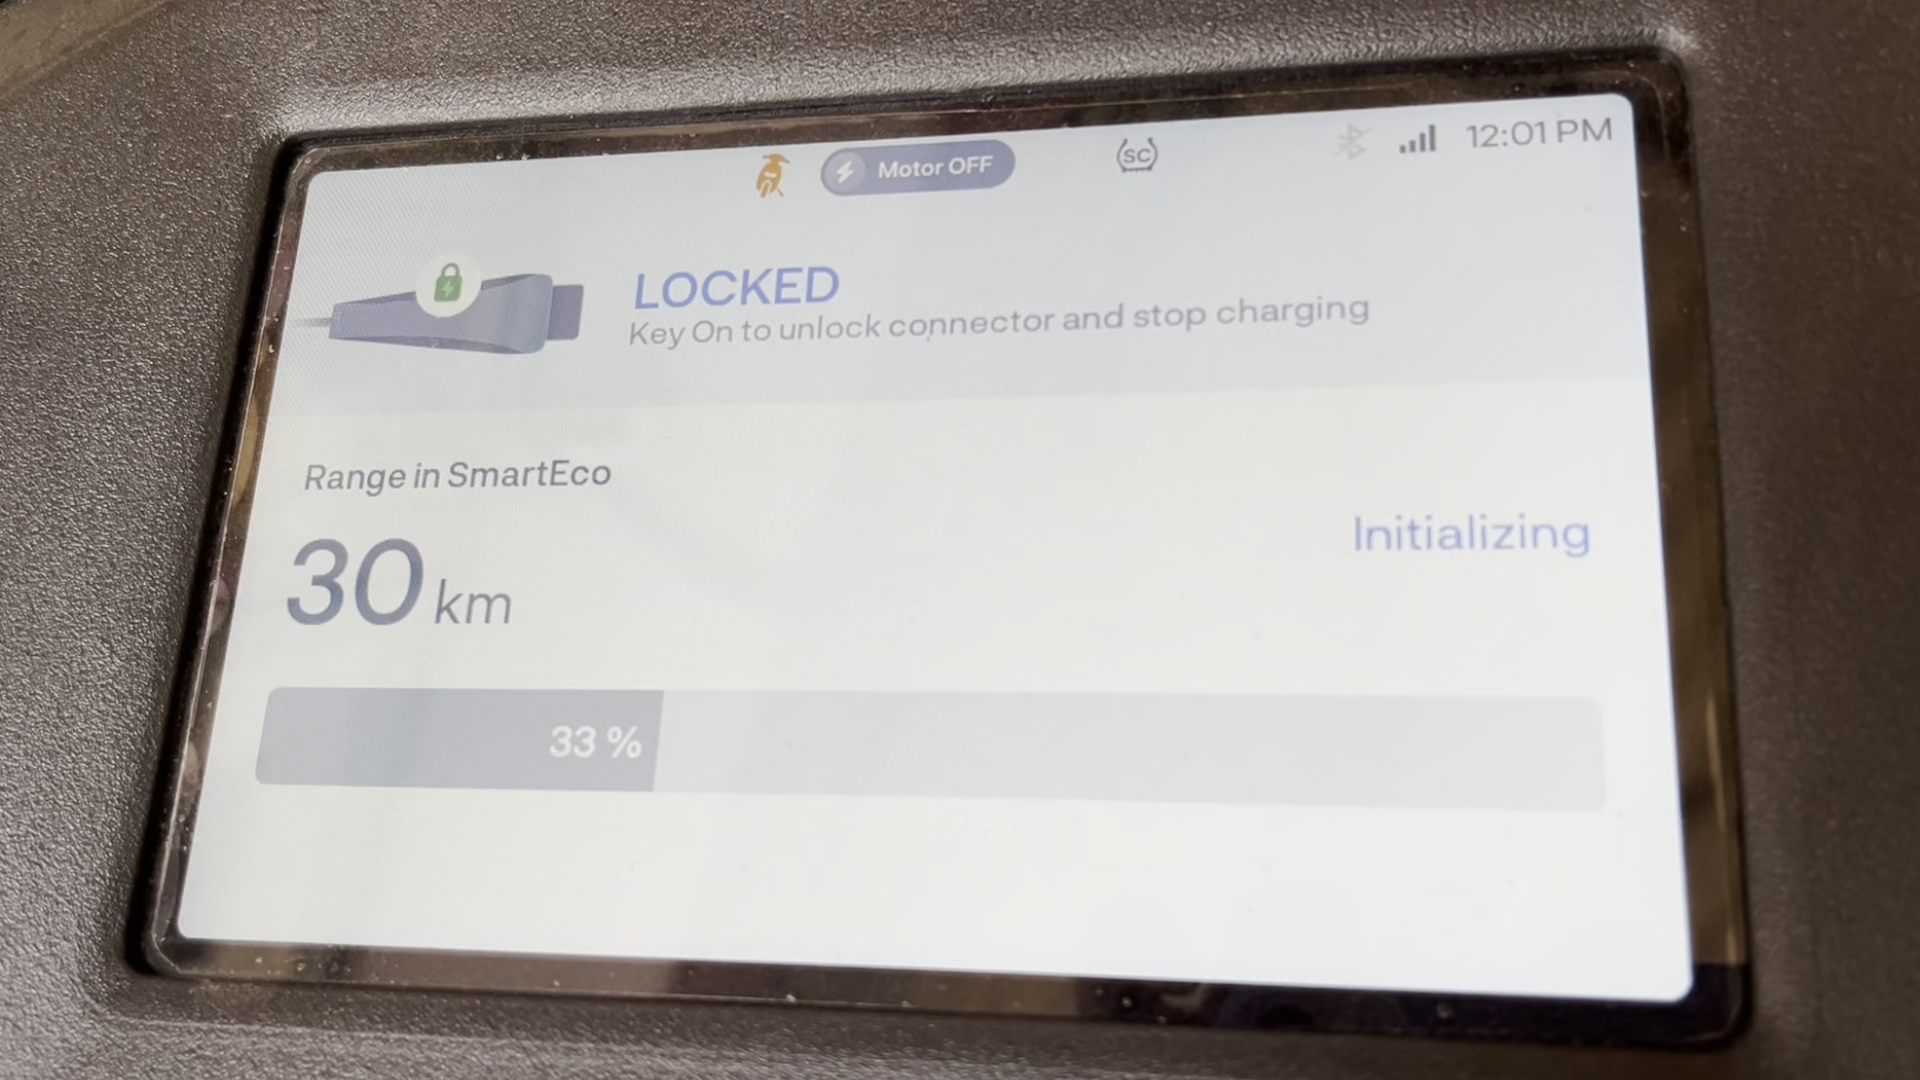 Motor OFF
SC
12:01 PM
LOCKED
Key On to unlock connector and stop charging
Range in SmartEco
30 km
Initializing
33 %